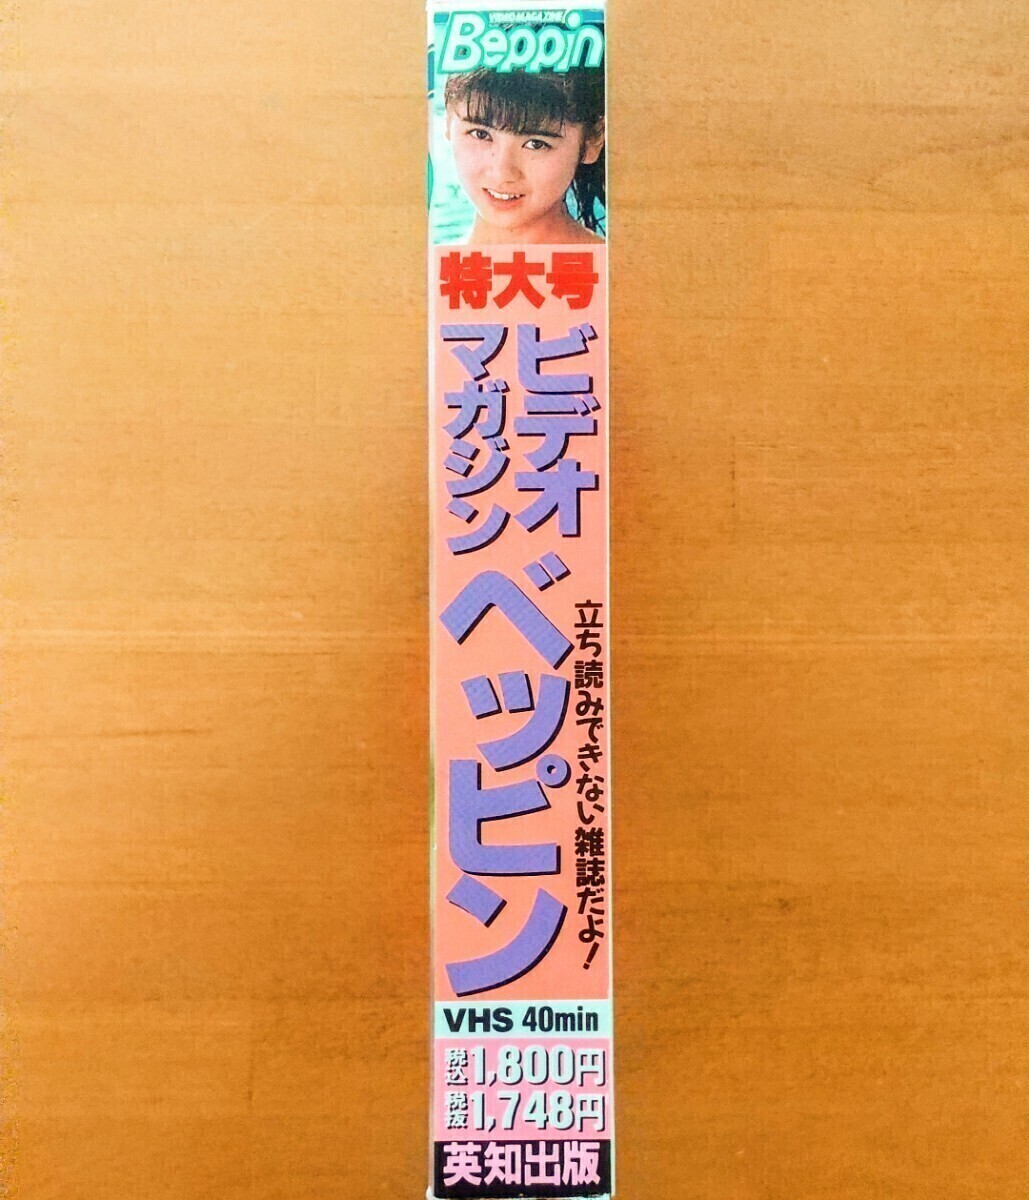 VIDEO MAGAZINE
Beppin
特大号
ビデオ
マガジン
ベッピン
立ち読みできない雑誌だよ!
VHS 40min
税込1,800円
税抜1,748円
英知出版